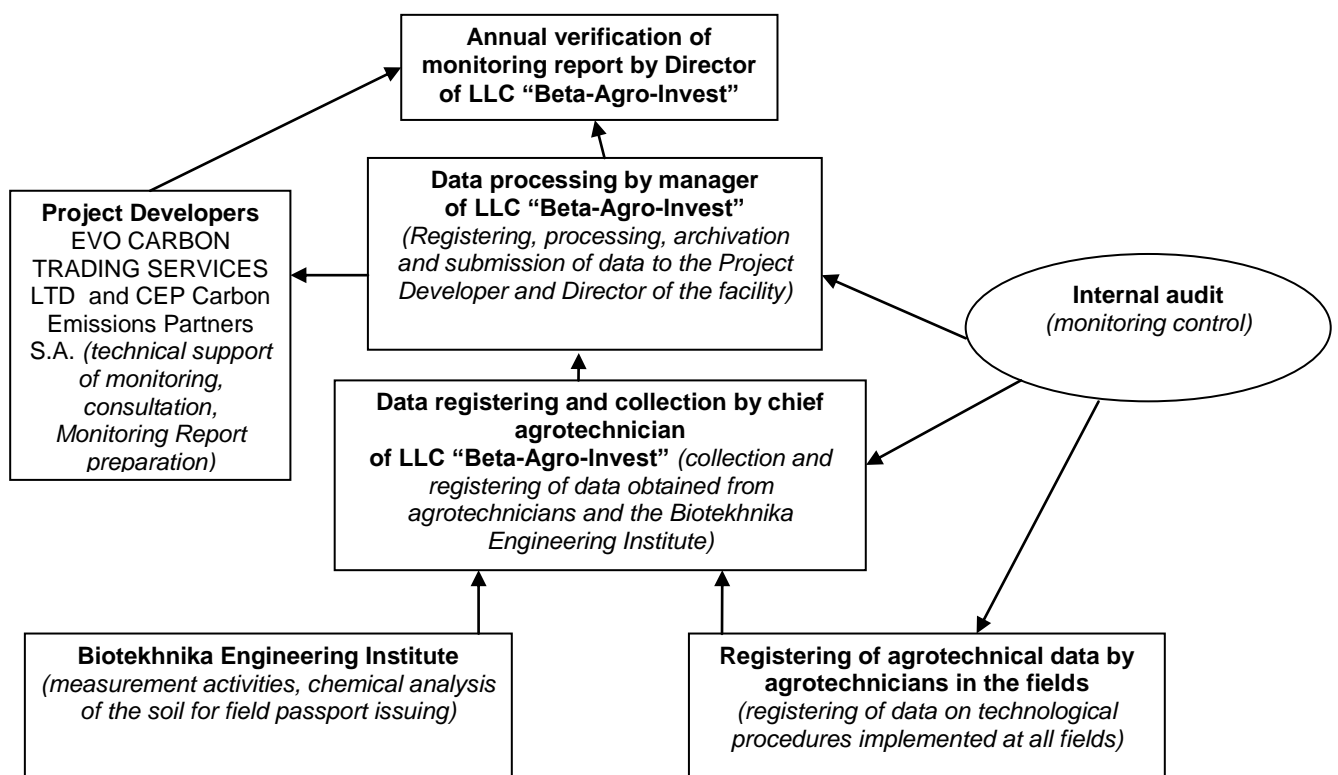 Annual verification of
monitoring report by Director
of LLC “Beta-Agro-Invest”
Data processing by manager
of LLC “Beta-Agro-Invest”
(Registering, processing, archivation
and submission of data to the Project
Developer and Director of the facility)
Project Developers
EVO CARBON
TRADING SERVICES
LTD and CEP Carbon
Emissions Partners
S.A. (technical support
of monitoring,
consultation,
Monitoring Report
preparation)
Internal audit
(monitoring control)
Data registering and collection by chief
agrotechnician
of LLC “Beta-Agro-Invest” (collection and
registering of data obtained from
agrotechnicians and the Biotekhnika
Engineering Institute)
Biotekhnika Engineering Institute
(measurement activities, chemical analysis
of the soil for field passport issuing)
Registering of agrotechnical data by
agrotechnicians in the fields
(registering of data on technological
procedures implemented at all fields)